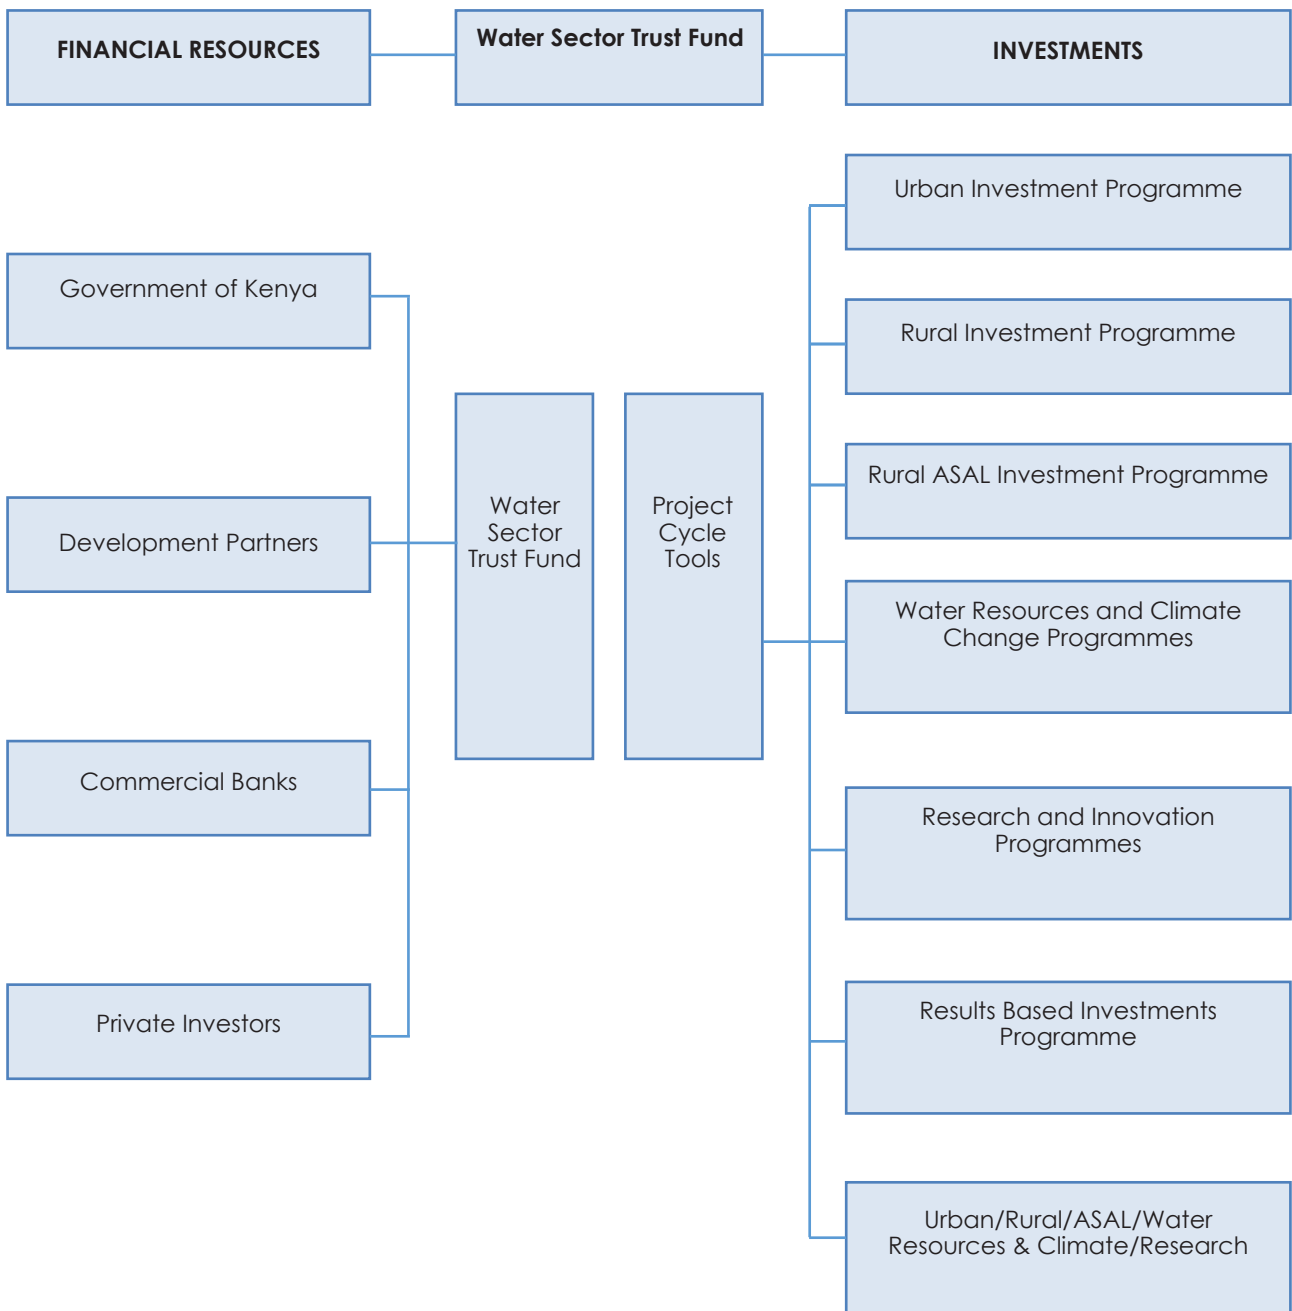 FINANCIAL RESOURCES
Water Sector Trust Fund
INVESTMENTS
Government of Kenya
Development Partners
Commercial Banks
Private Investors
Water
Sector
Trust Fund
Project
Cycle
Tools
Urban Investment Programme
Rural Investment Programme
Rural ASAL Investment Programme
Water Resources and Climate
Change Programmes
Research and Innovation
Programmes
Results Based Investments
Programme
Urban/Rural/ASAL/Water
Resources & Climate/Research